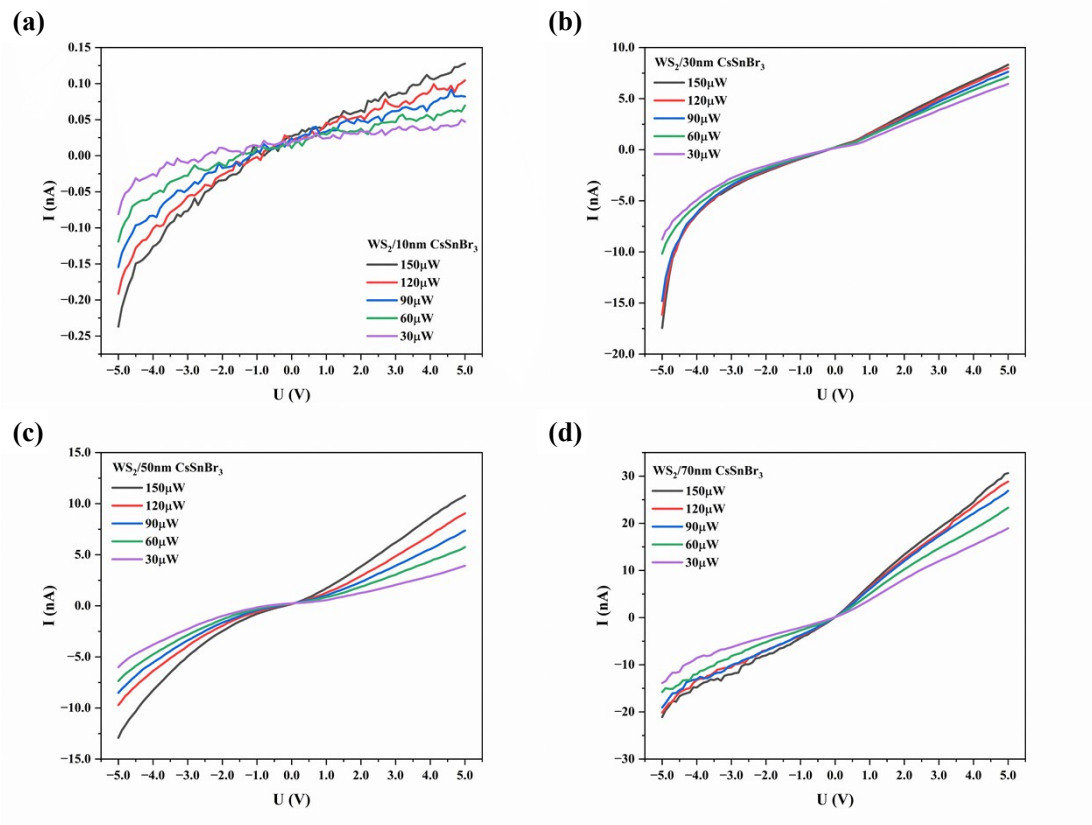 (a)
I (nA)
0.15
0.10
0.05
0.00
−0.05
−0.10
−0.15
−0.20
−0.25
WS₂/10nm CsSnBr₃
150μW
120μW
90μW
60μW
30μW
−5.0 −4.0 −3.0 −2.0 −1.0 0.0 1.0 2.0 3.0 4.0 5.0
U (V)
(b)
I (nA)
10.0
5.0
0.0
−5.0
−10.0
−15.0
−20.0
WS₂/30nm CsSnBr₃
150μW
120μW
90μW
60μW
30μW
−5.0 −4.0 −3.0 −2.0 −1.0 0.0 1.0 2.0 3.0 4.0 5.0
U (V)
(c)
I (nA)
15.0
10.0
5.0
0.0
−5.0
−10.0
−15.0
WS₂/50nm CsSnBr₃
150μW
120μW
90μW
60μW
30μW
−5.0 −4.0 −3.0 −2.0 −1.0 0.0 1.0 2.0 3.0 4.0 5.0
U (V)
(d)
I (nA)
30
20
10
0
−10
−20
−30
WS₂/70nm CsSnBr₃
150μW
120μW
90μW
60μW
30μW
−5.0 −4.0 −3.0 −2.0 −1.0 0.0 1.0 2.0 3.0 4.0 5.0
U (V)